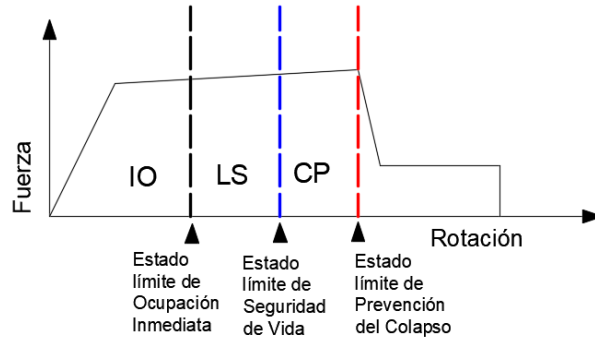 Fuerza
IO
LS
CP
Rotación
Estado
límite de
Ocupación
Inmediata
Estado
límite de
Seguridad
de Vida
Estado
límite de
Prevención
del Colapso